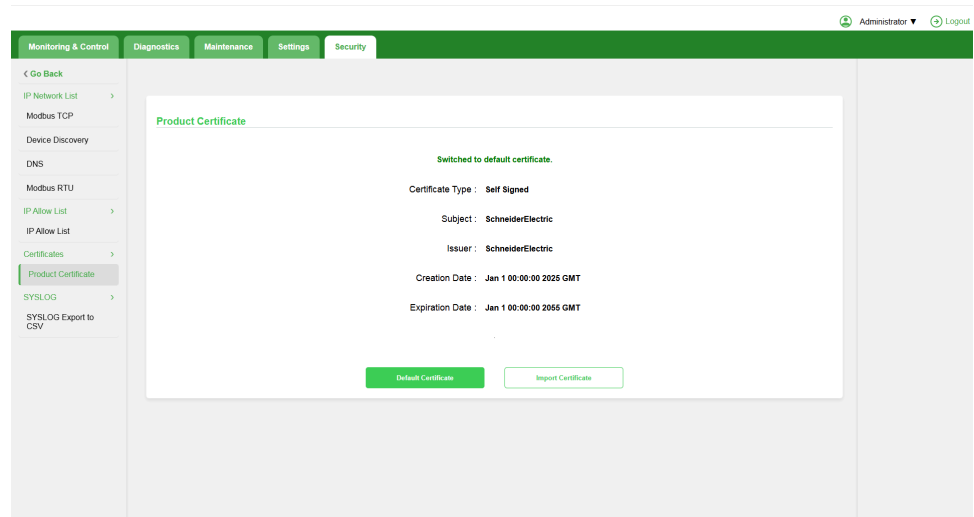 Administrator ▼ Logout
Monitoring & Control Diagnostics Maintenance Settings Security
Go Back
IP Network List
Modbus TCP
Device Discovery
DNS
Modbus RTU
IP Allow List
IP Allow List
Certificates
Product Certificate
SYSLOG
SYSLOG Export to
CSV
Product Certificate
Switched to default certificate.
Certificate Type : Self Signed
Subject : SchneiderElectric
Issuer : SchneiderElectric
Creation Date : Jan 1 00:00:00 2025 GMT
Expiration Date : Jan 1 00:00:00 2055 GMT
Default Certificate Import Certificate